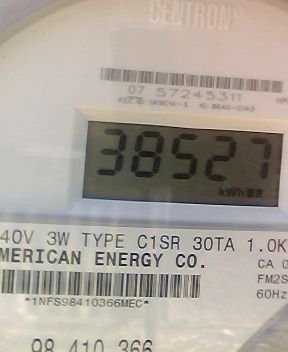 CENTRON®
07 57245311
38527
kWh
40V 3W TYPE C1SR 30TA 1.0K
MERICAN ENERGY CO.
CA 0
FM2S
60Hz
*1NFS98410366MEC*
98 410 366